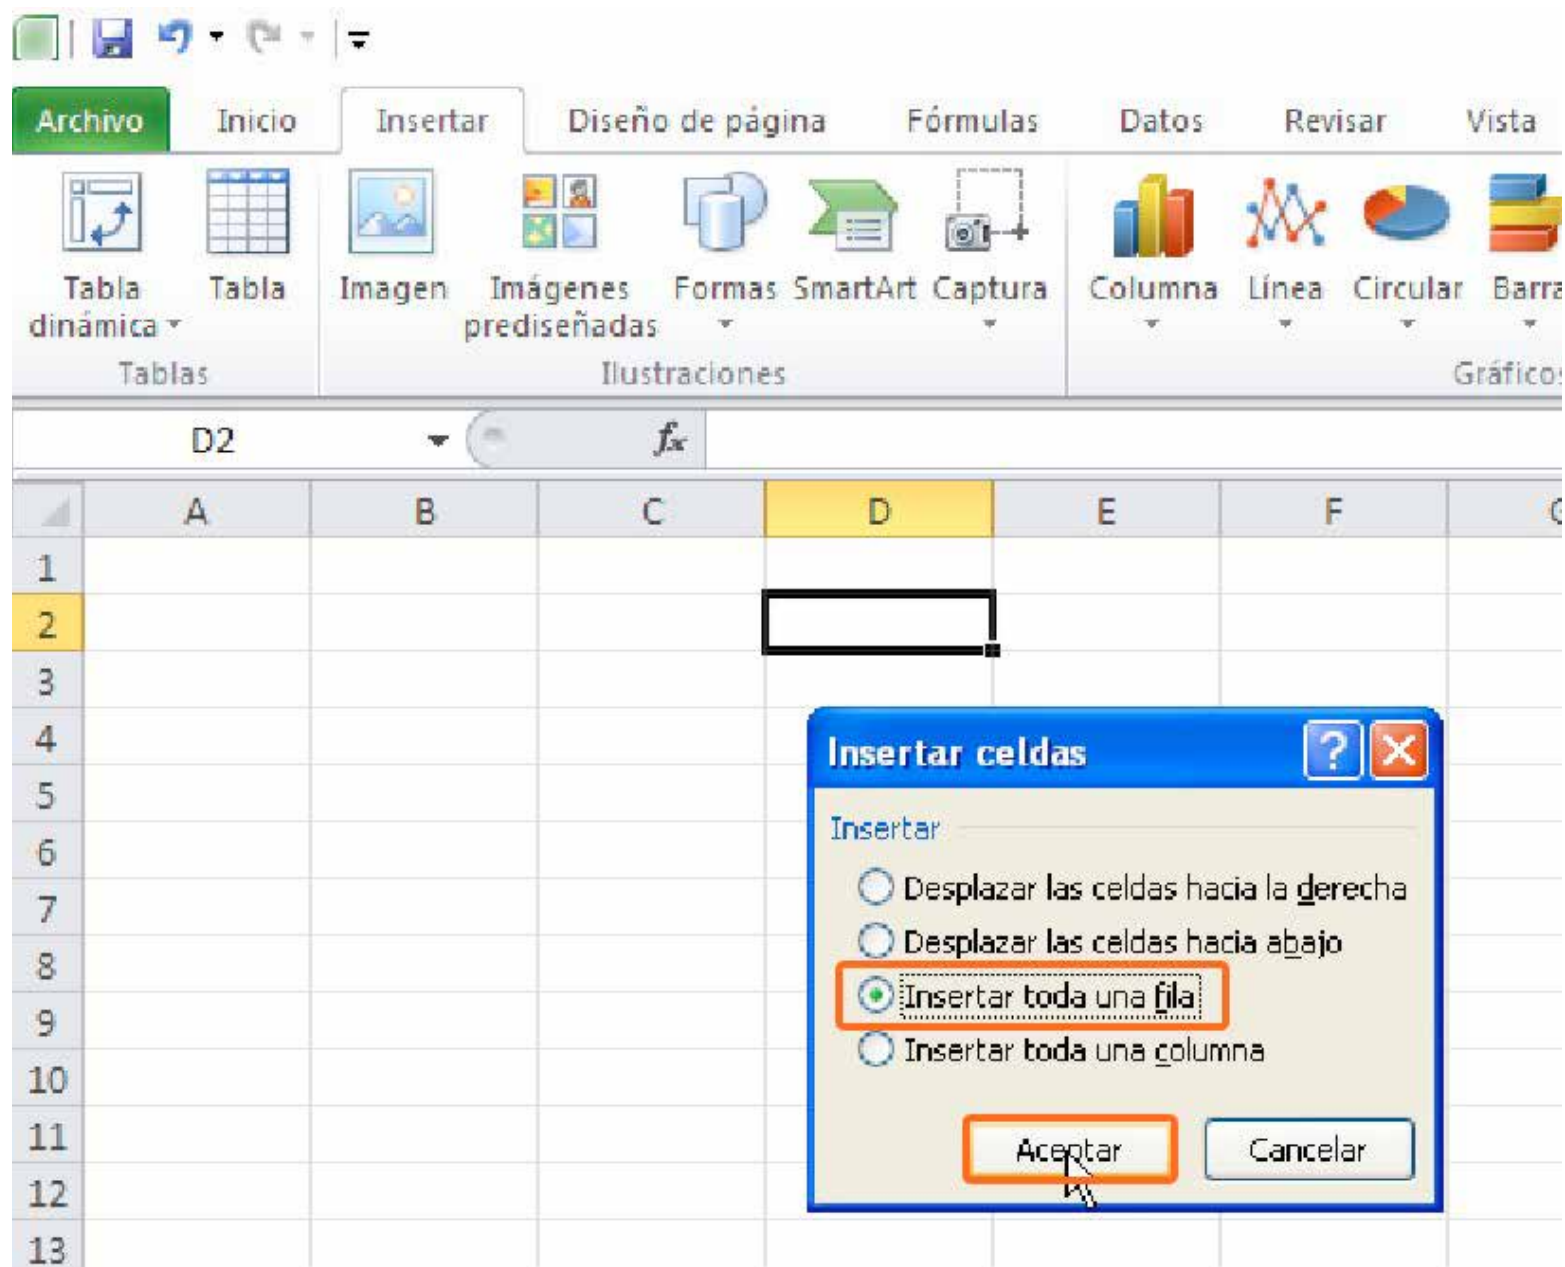 Archivo Inicio Insertar Diseño de página Fórmulas Datos Revisar Vista
Tabla dinámica Tabla Imagen Imágenes prediseñadas Formas SmartArt Captura Columna Línea Circular Barra
Tablas Ilustraciones Gráficos
D2 fx
A B C D E F G
1
2
3
4
5
6
7
8
9
10
11
12
13
Insertar celdas
Insertar
Desplazar las celdas hacia la derecha
Desplazar las celdas hacia abajo
Insertar toda una fila
Insertar toda una columna
Aceptar Cancelar